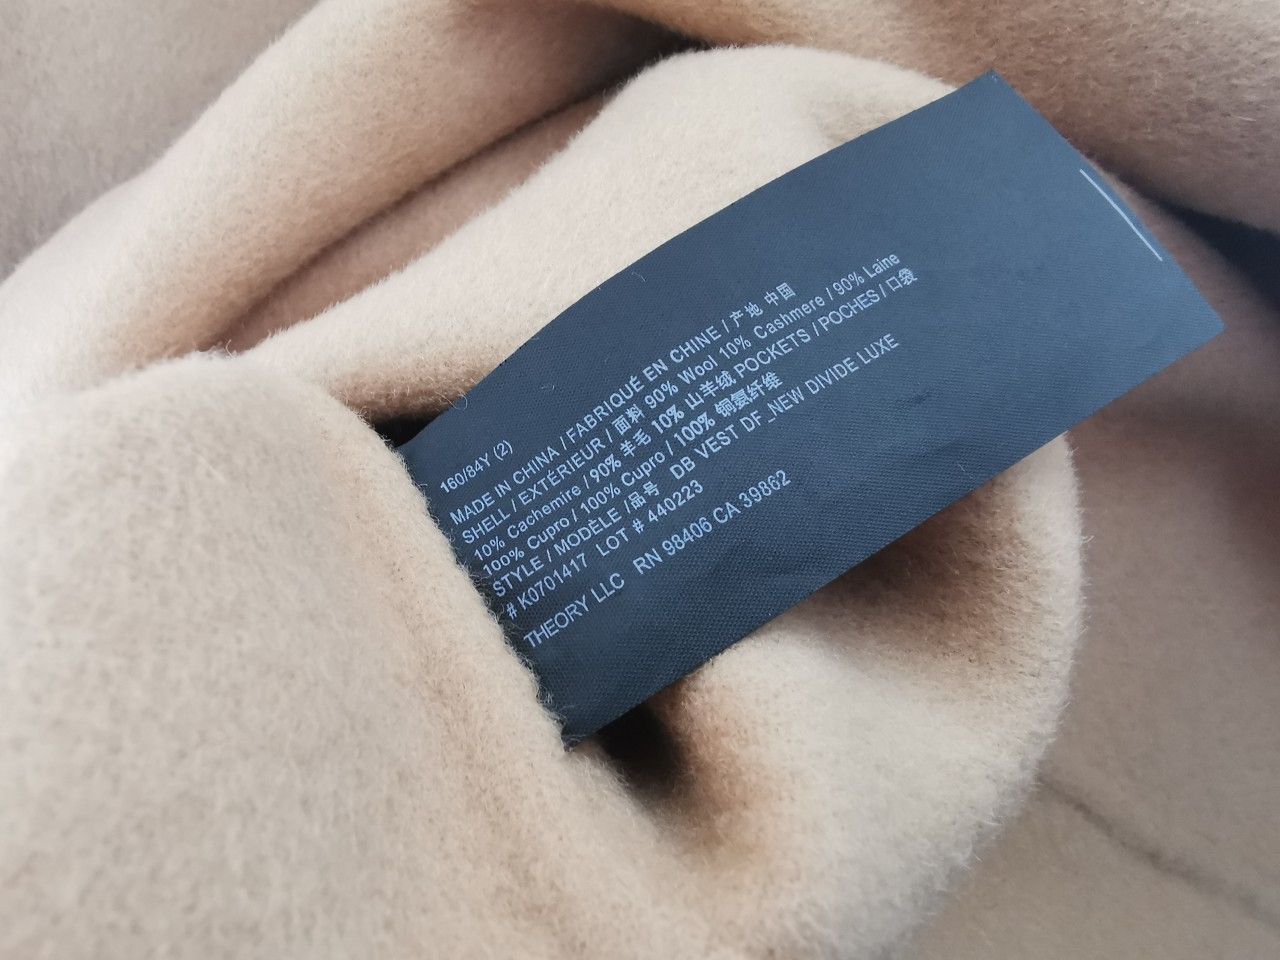 160/84Y (2)
MADE IN CHINA / FABRIQUÉ EN CHINE / 产地 中国
SHELL / EXTÉRIEUR / 面料 90% Wool 10% Cashmere / 90% Laine
10% Cachemire / 90% 羊毛 10% 山羊绒 POCKETS / POCHES / 口袋
100% Cupro / 100% Cupro / 100% 铜氨纤维
STYLE / MODÈLE /品号 DB VEST DF_NEW DIVIDE LUXE
# K0701417 LOT # 440223
THEORY LLC RN 98406 CA 39862